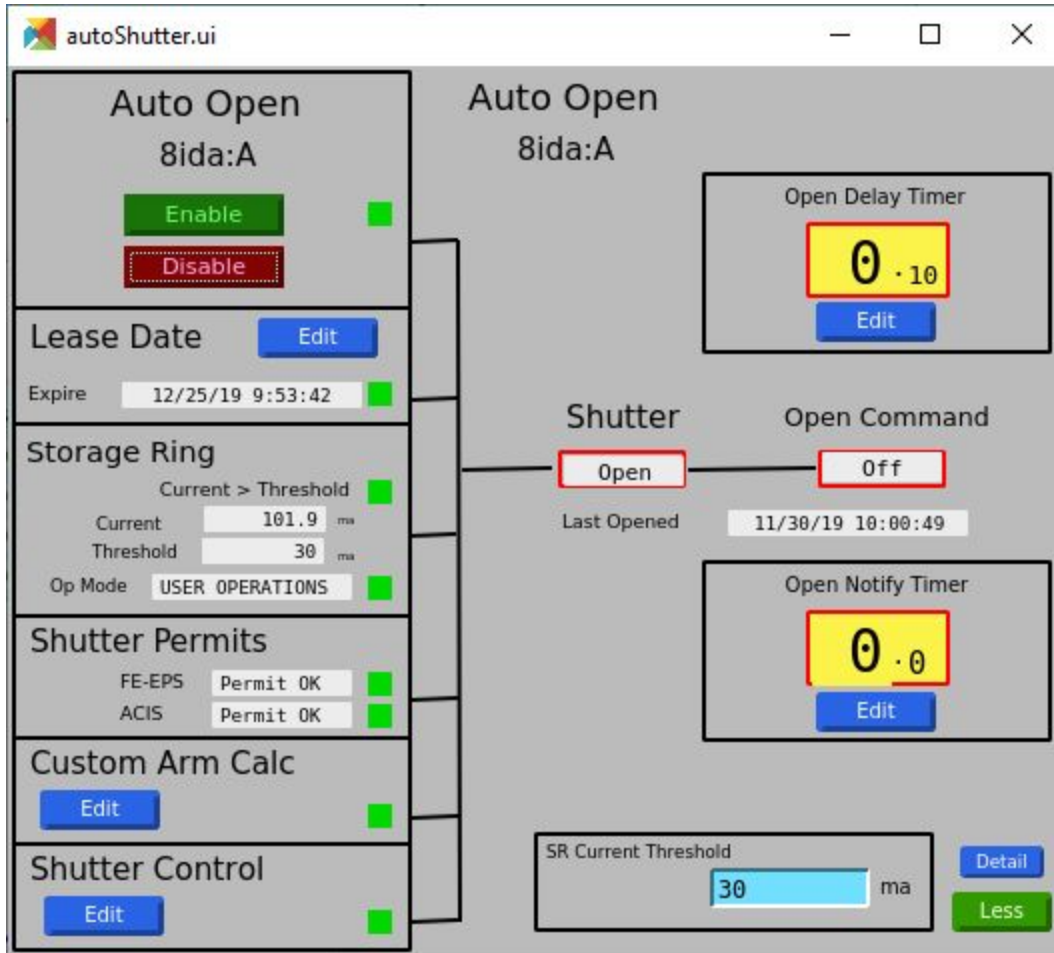 autoShutter.ui
Auto Open
8ida:A
Enable
Disable
Lease Date Edit
Expire 12/25/19 9:53:42
Storage Ring
Current > Threshold
Current 101.9 ma
Threshold 30 ma
Op Mode USER OPERATIONS
Shutter Permits
FE-EPS Permit OK
ACIS Permit OK
Custom Arm Calc
Edit
Shutter Control
Edit
Auto Open
8ida:A
Open Delay Timer
0.10
Edit
Shutter Open Command
Open Off
Last Opened 11/30/19 10:00:49
Open Notify Timer
0.0
Edit
SR Current Threshold
30 ma
Detail
Less